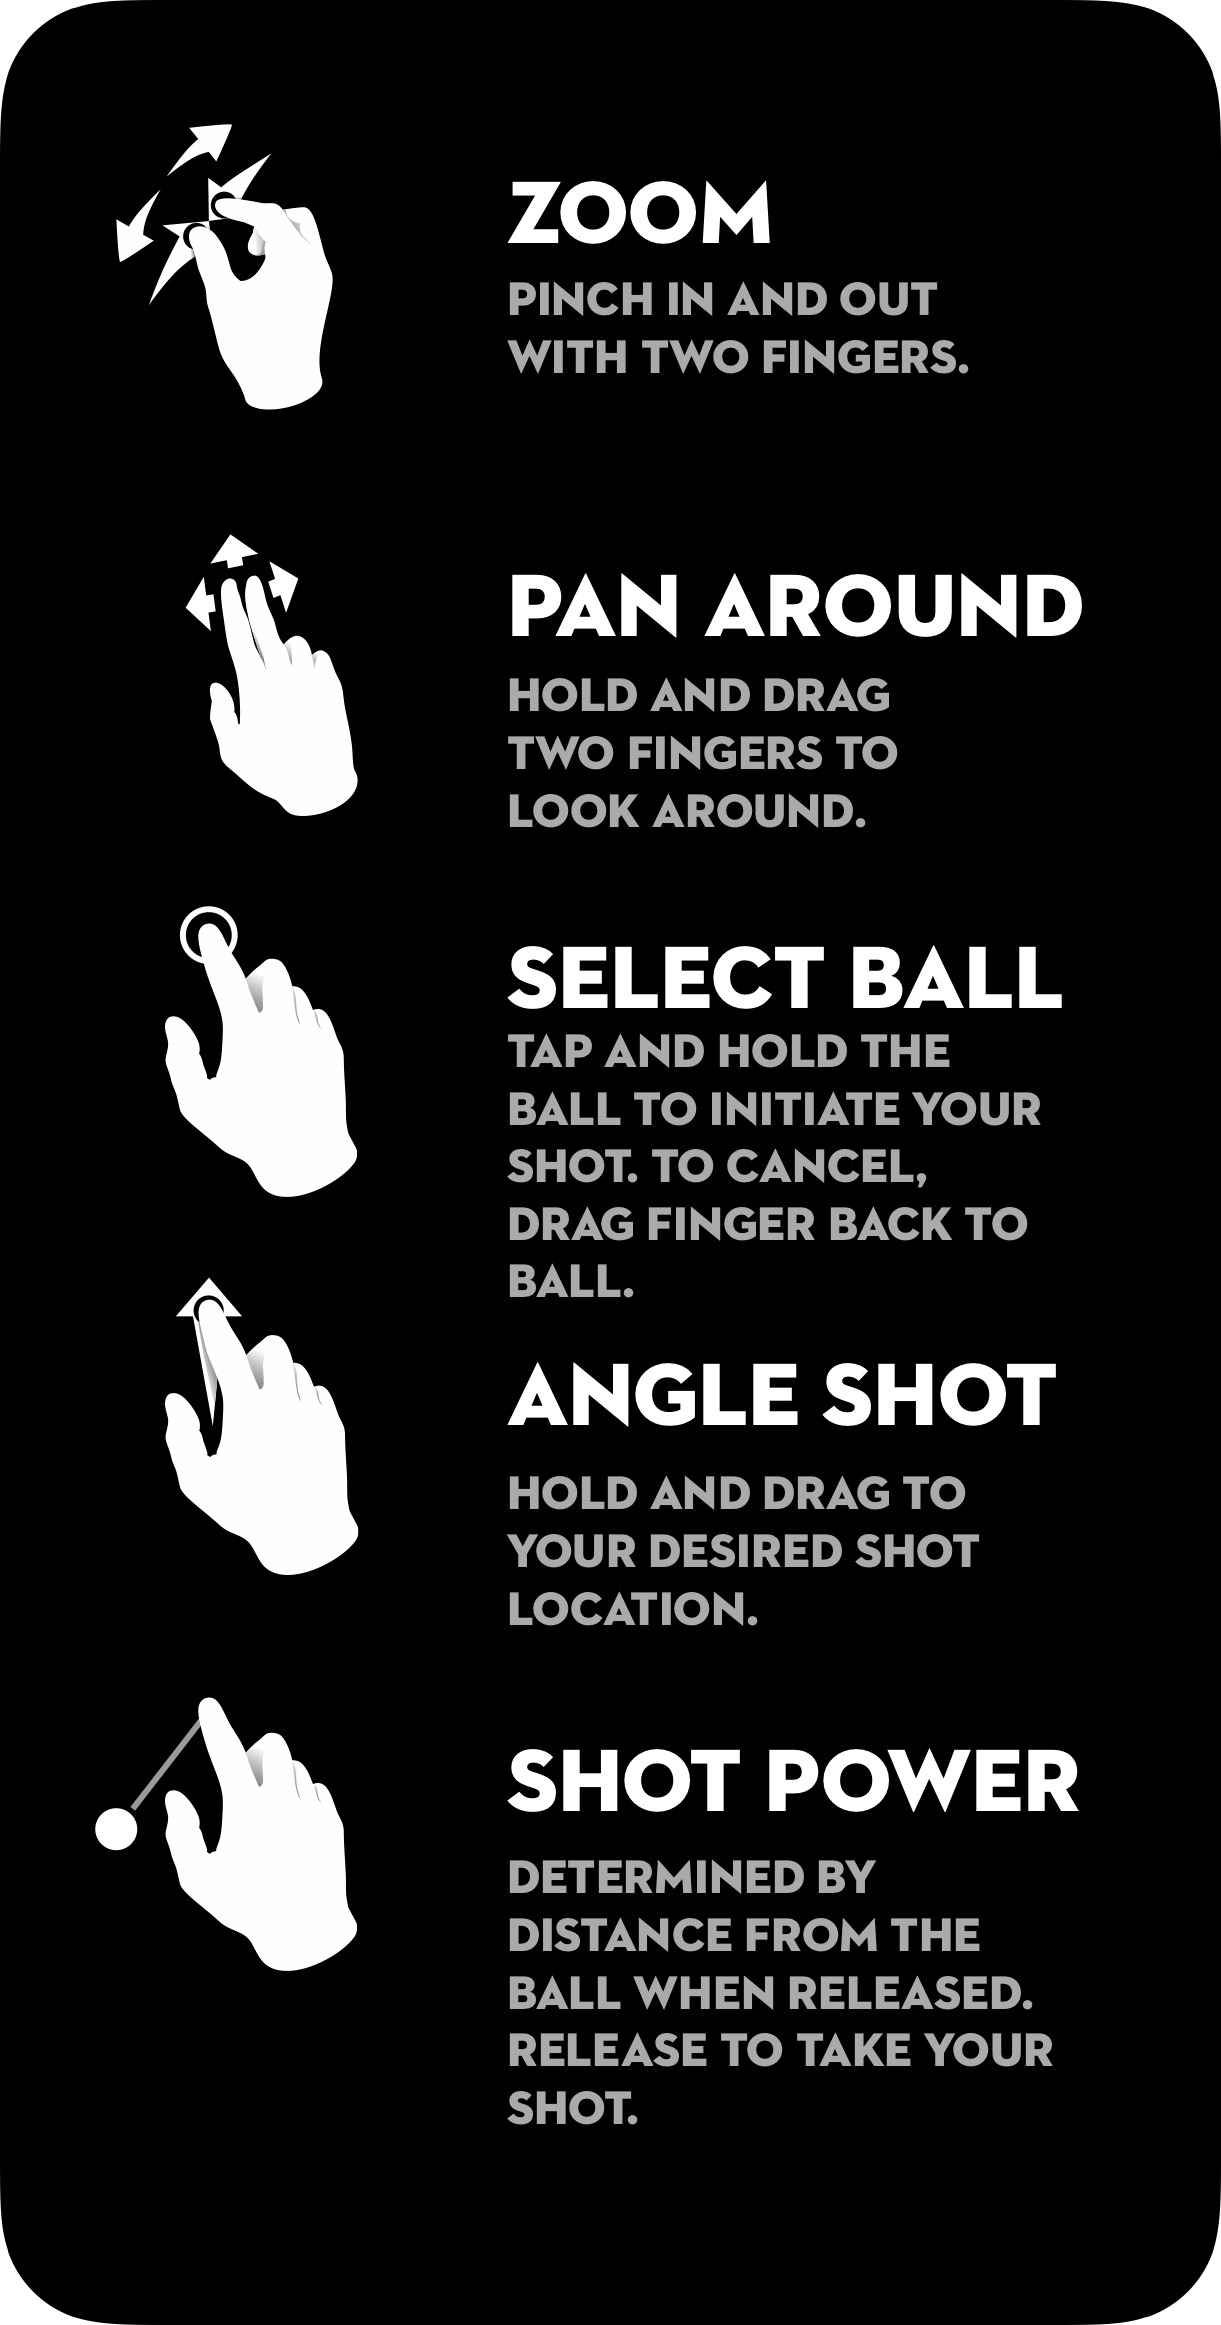 ZOOM
PINCH IN AND OUT
WITH TWO FINGERS.
PAN AROUND
HOLD AND DRAG
TWO FINGERS TO
LOOK AROUND.
SELECT BALL
TAP AND HOLD THE
BALL TO INITIATE YOUR
SHOT. TO CANCEL,
DRAG FINGER BACK TO
BALL.
ANGLE SHOT
HOLD AND DRAG TO
YOUR DESIRED SHOT
LOCATION.
SHOT POWER
DETERMINED BY
DISTANCE FROM THE
BALL WHEN RELEASED.
RELEASE TO TAKE YOUR
SHOT.